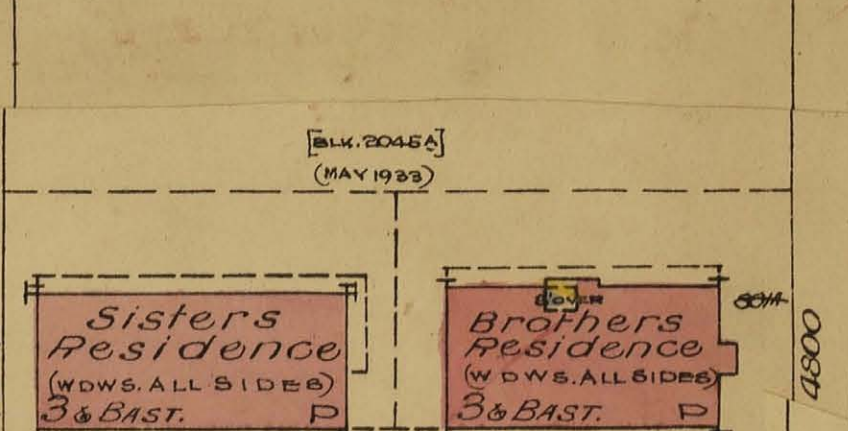 [BLK. 2045A]
(MAY 1933)
Sisters
Residence
(WDWS. ALL SIDES)
3 & BAST. P
B'OVER
Brothers
Residence
(WDWS. ALL SIDES)
3 & BAST. P
4800